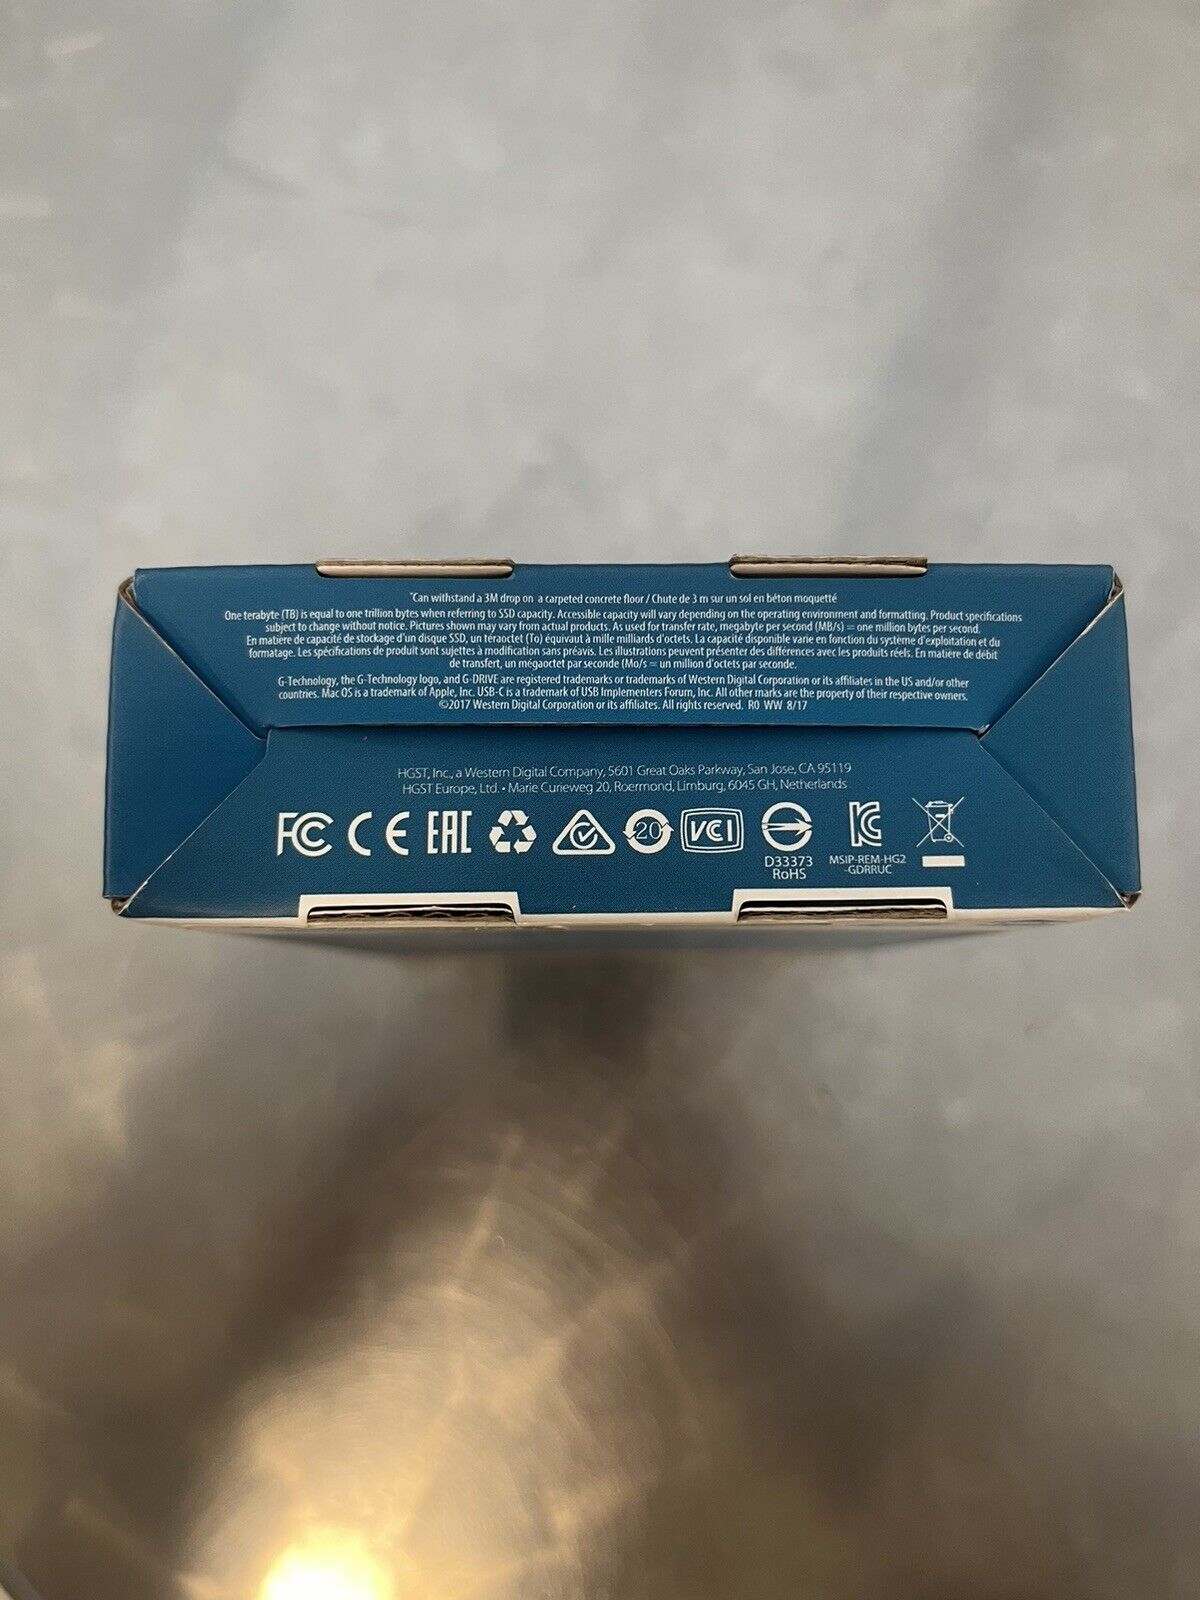 *Can withstand a 3M drop on a carpeted concrete floor / Chute de 3 m sur un sol en béton moquetté
One terabyte (TB) is equal to one trillion bytes when referring to SSD capacity. Accessible capacity will vary depending on the operating environment and formatting. Product specifications
subject to change without notice. Pictures shown may vary from actual products. As used for transfer rate, megabyte per second (MB/s) = one million bytes per second.
En matière de capacité de stockage d'un disque SSD, un téraoctet (To) équivaut à mille milliards d'octets. La capacité disponible varie en fonction du système d'exploitation et du
formatage. Les spécifications de produit sont sujettes à modification sans préavis. Les illustrations peuvent présenter des différences avec les produits réels. En matière de débit
de transfert, un mégaoctet par seconde (Mo/s = un million d'octets par seconde.
G-Technology, the G-Technology logo, and G-DRIVE are registered trademarks or trademarks of Western Digital Corporation or its affiliates in the US and/or other
countries. Mac OS is a trademark of Apple, Inc. USB-C is a trademark of USB Implementers Forum, Inc. All other marks are the property of their respective owners.
©2017 Western Digital Corporation or its affiliates. All rights reserved. R0 WW 8/17
HGST, Inc., a Western Digital Company, 5601 Great Oaks Parkway, San Jose, CA 95119
HGST Europe, Ltd. • Marie Curieweg 20, Roermond, Limburg, 6045 GH, Netherlands
FC CE EAC 20 VCI
D33373
RoHS
MSIP-REM-HG2
-GDRRUC